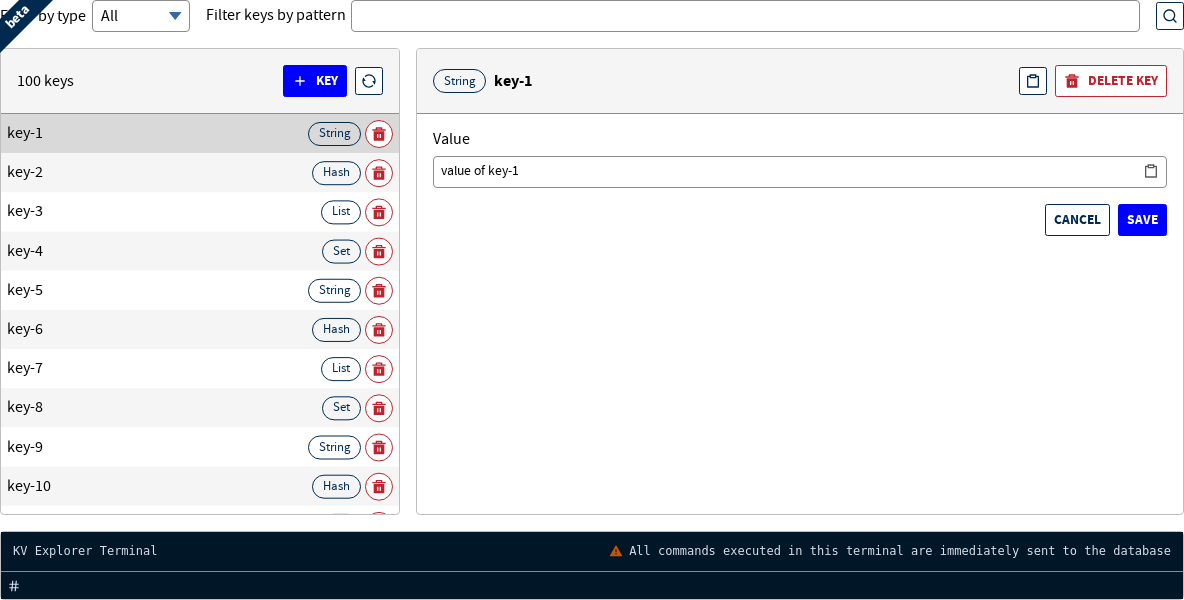 beta
by type All Filter keys by pattern
100 keys + KEY
key-1 String
key-2 Hash
key-3 List
key-4 Set
key-5 String
key-6 Hash
key-7 List
key-8 Set
key-9 String
key-10 Hash
String key-1 DELETE KEY
Value
value of key-1
CANCEL SAVE
KV Explorer Terminal All commands executed in this terminal are immediately sent to the database
#